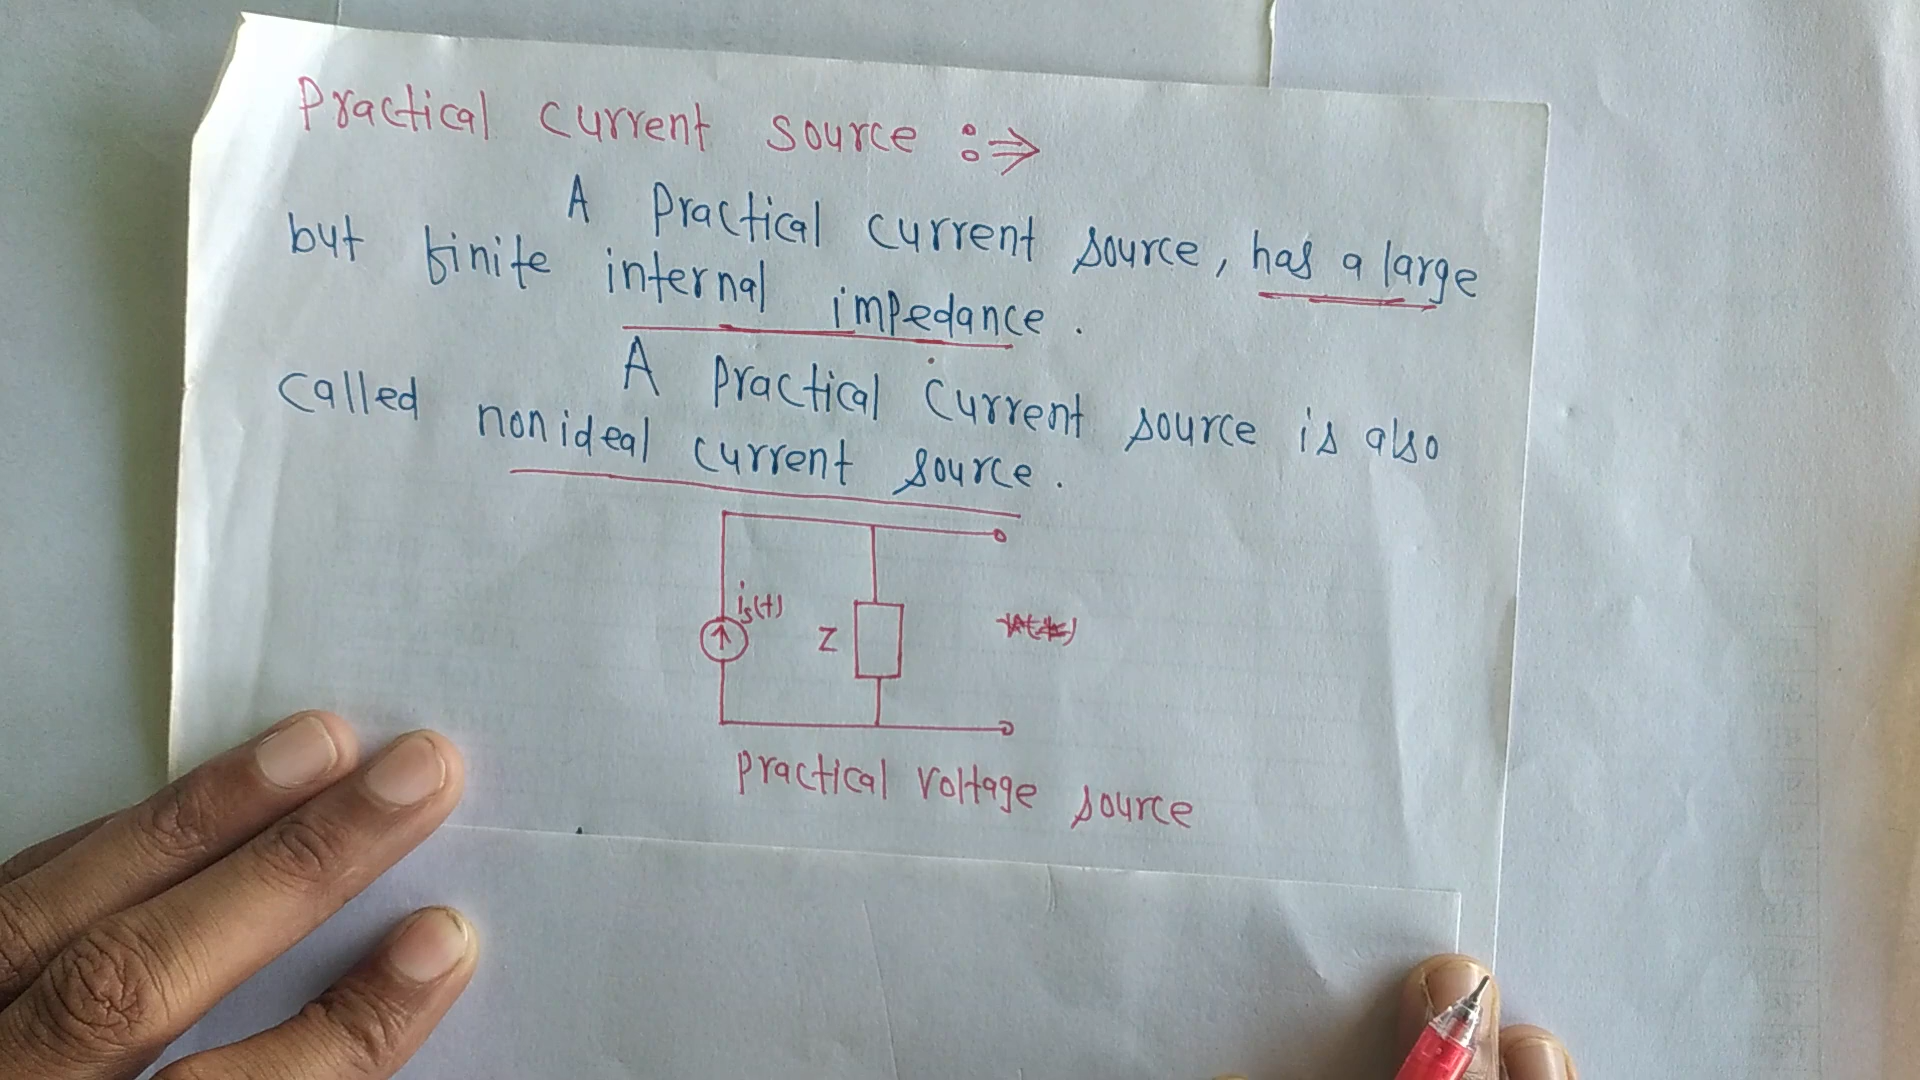 Practical current source :⇒
A practical current source, has a large
but finite internal impedance.
A practical current source is also
called nonideal current source.
is(t)
Z
practical voltage source